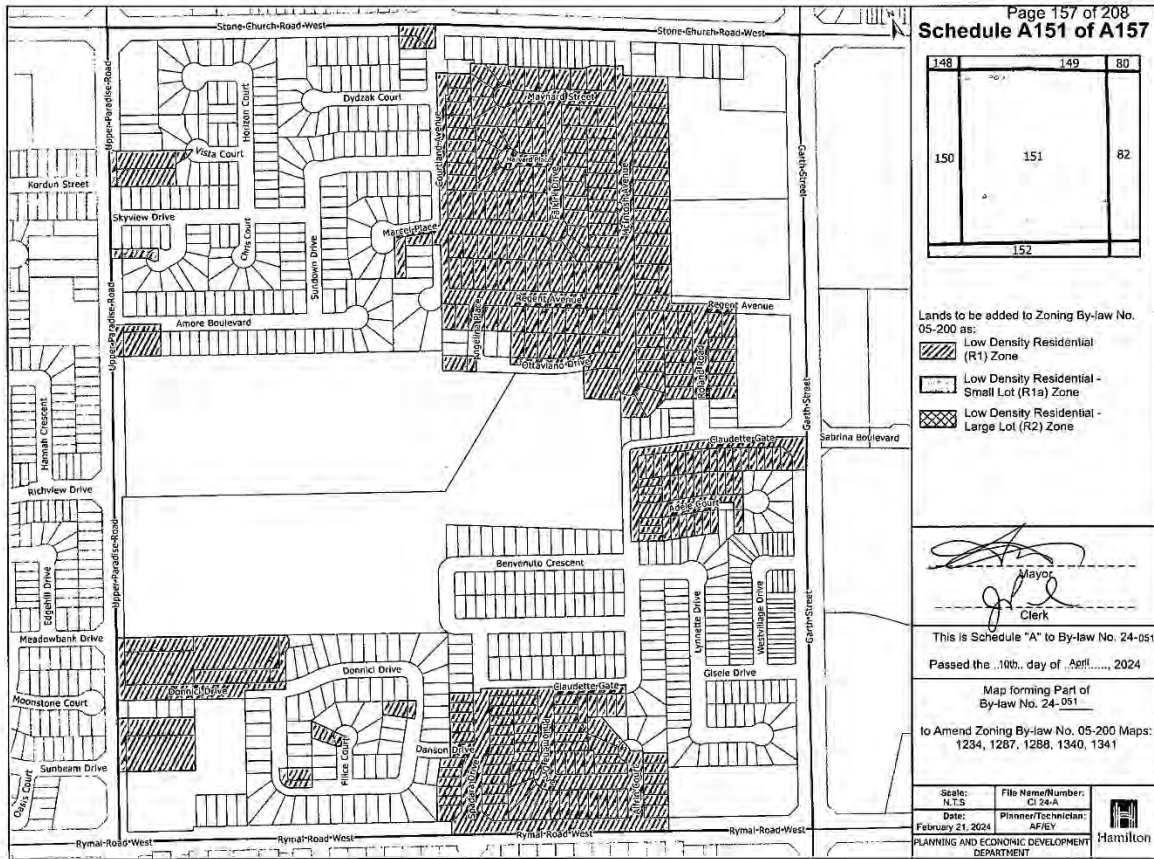 Page 157 of 208
Schedule A151 of A157
148
149
80
150
151
82
152
Lands to be added to Zoning By-law No.
05-200 as:
Low Density Residential
(R1) Zone
Low Density Residential -
Small Lot (R1a) Zone
Low Density Residential -
Large Lot (R2) Zone
Mayor
Clerk
This is Schedule "A" to By-law No. 24-051
Passed the ..10th.. day of ..April......, 2024
Map forming Part of
By-law No. 24-051
to Amend Zoning By-law No. 05-200 Maps:
1234, 1287, 1288, 1340, 1341
Scale:
N.T.S
File Name/Number:
CI 24-A
Date:
February 21, 2024
Planner/Technician:
AF/EY
PLANNING AND ECONOMIC DEVELOPMENT
DEPARTMENT
Hamilton
N
Stone-Church-Road-West
Stone-Church-Road-West
Upper-Paradise-Road
Horizon Court
Dydzak Court
Maynard Street
Courtland-Avenue
Vista Court
Harvard Place
Garth-Street
Kordun Street
McIntosh Avenue
Skyview Drive
Marcel Place
Chris Court
Sundown Drive
Regent Avenue
Regent Avenue
Upper-Paradise-Road
Amore Boulevard
Angelina Place
Ottaviano Drive
Roland Road
Garth-Street
Hannah Crescent
Claudette Gate
Sabrina Boulevard
Richview Drive
Adele Court
Upper-Paradise-Road
Edgehill Drive
Benvenuto Crescent
Lynnette Drive
Westvillage Drive
Garth-Street
Meadowbank Drive
Donnici Drive
Gisele Drive
Donnici Drive
Claudette Gate
Moonstone Court
Filice Court
Danson Drive
Sunbeam Drive
Oasis Court
Rymal-Road-West
Rymal-Road-West
Rymal-Road-West